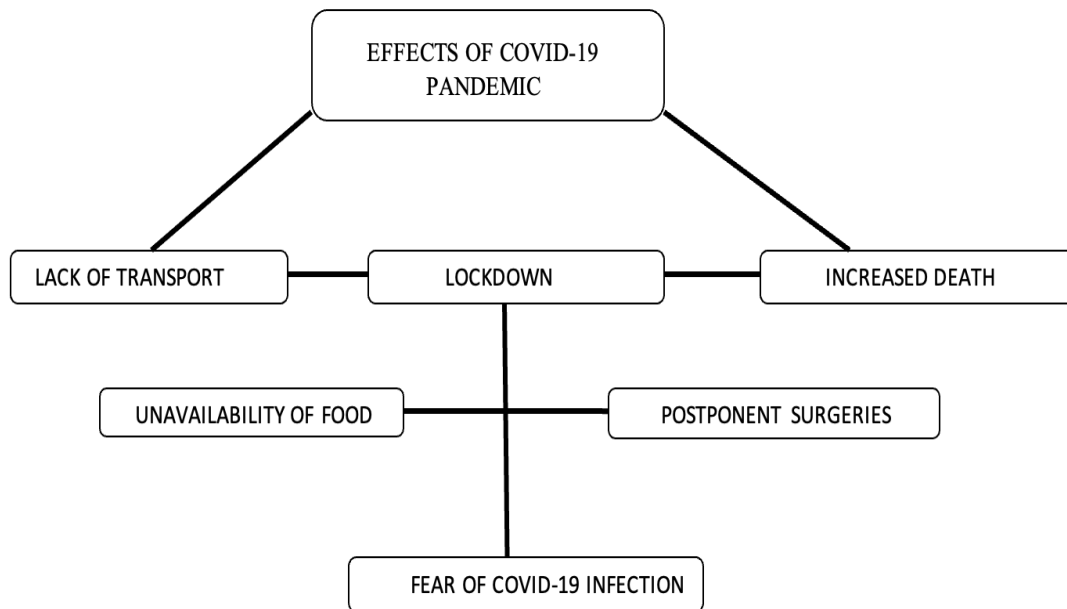 EFFECTS OF COVID-19
PANDEMIC
LACK OF TRANSPORT
LOCKDOWN
INCREASED DEATH
UNAVAILABILITY OF FOOD
POSTPONENT SURGERIES
FEAR OF COVID-19 INFECTION